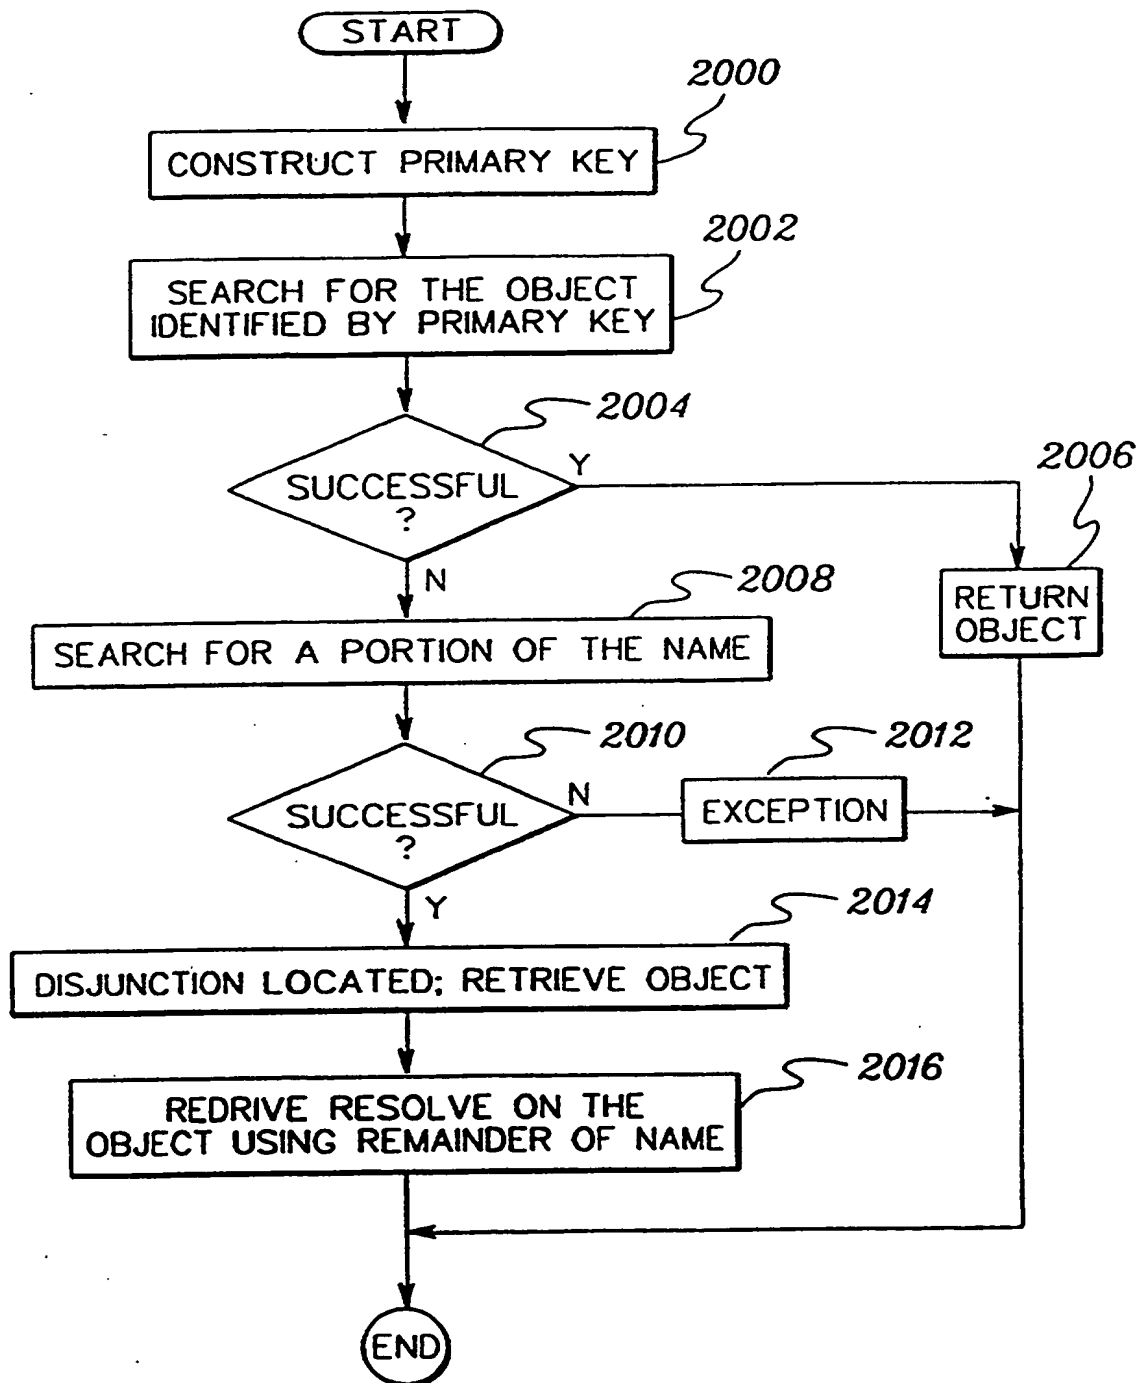 START
2000
CONSTRUCT PRIMARY KEY
2002
SEARCH FOR THE OBJECT
IDENTIFIED BY PRIMARY KEY
2004
SUCCESSFUL
?
Y
2006
N
2008
RETURN
OBJECT
SEARCH FOR A PORTION OF THE NAME
2010
2012
SUCCESSFUL
?
N
EXCEPTION
Y
2014
DISJUNCTION LOCATED; RETRIEVE OBJECT
2016
REDRIVE RESOLVE ON THE
OBJECT USING REMAINDER OF NAME
END